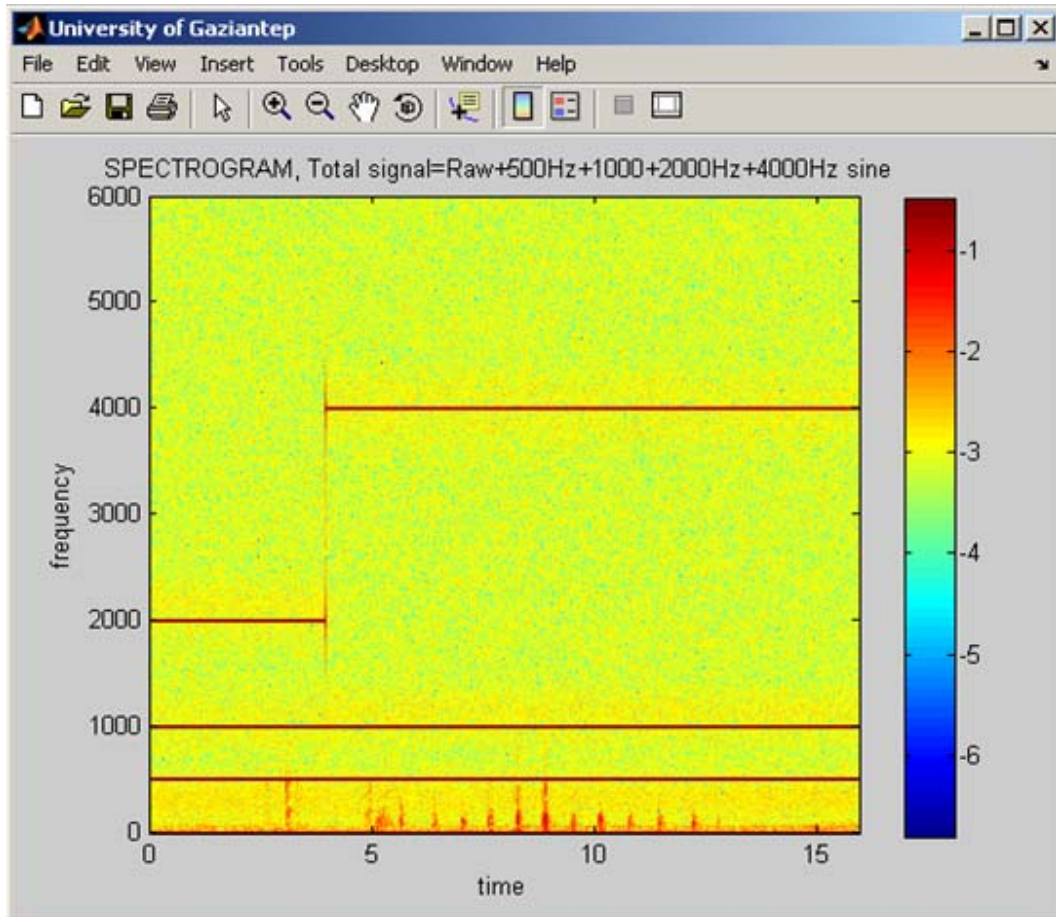 University of Gaziantep
File Edit View Insert Tools Desktop Window Help
SPECTROGRAM, Total signal=Raw+500Hz+1000+2000Hz+4000Hz sine
6000
5000
4000
3000
2000
1000
0
frequency
0 5 10 15
time
-1
-2
-3
-4
-5
-6